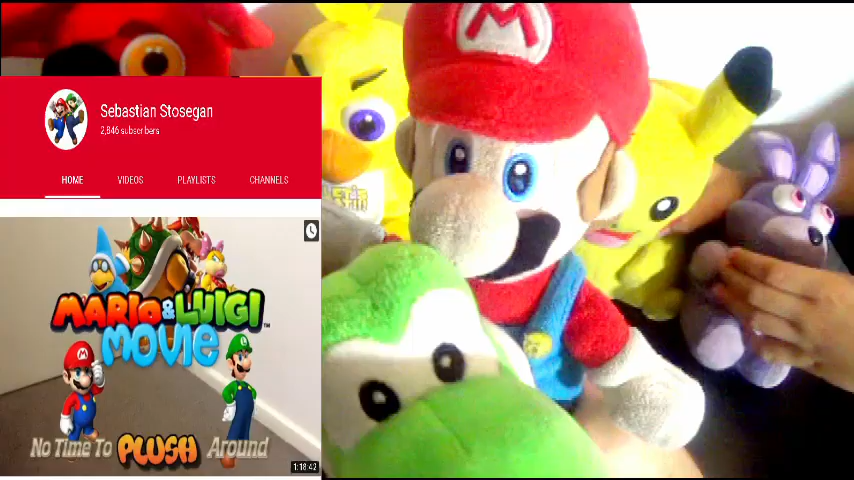 M
Sebastian Stosegan
2,846 subscribers
HOME VIDEOS PLAYLISTS CHANNELS
MARIO & LUIGI™
MOVIE
No Time To PLUSH Around
1:18:42